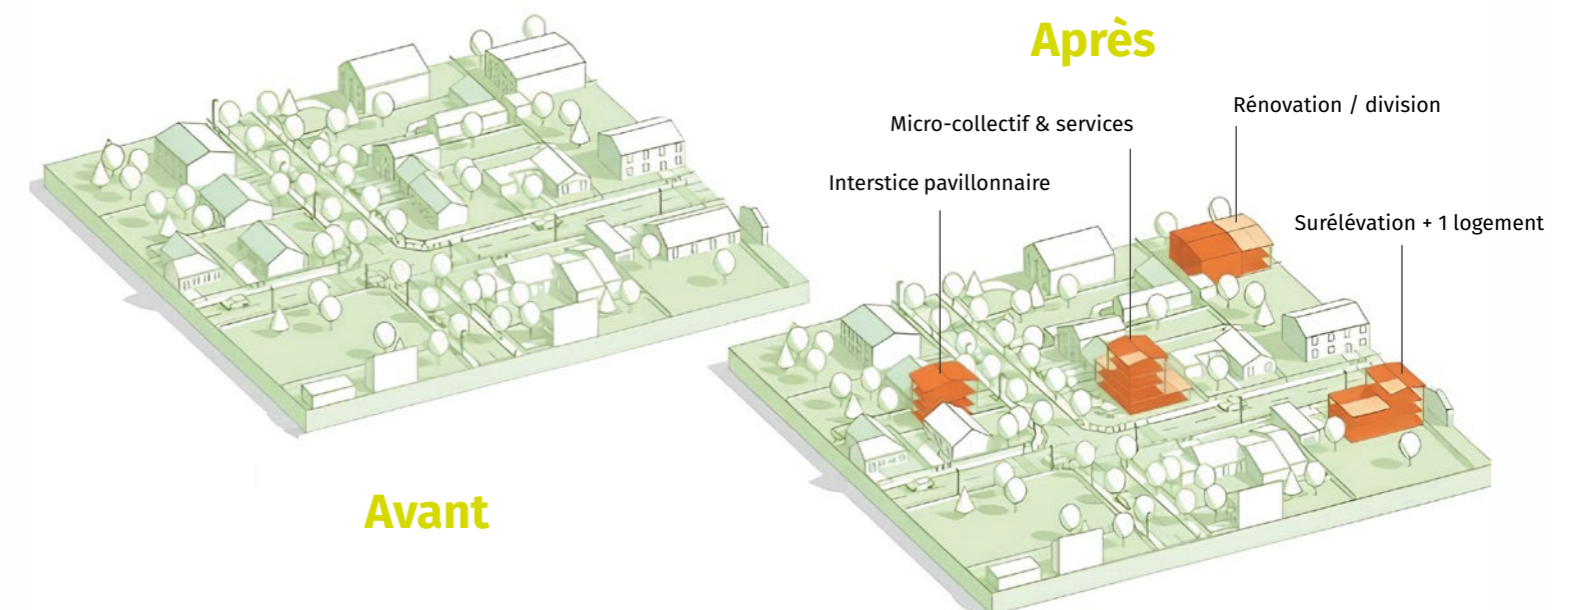 Après
Rénovation / division
Micro-collectif & services
Interstice pavillonnaire
Surélévation + 1 logement
Avant